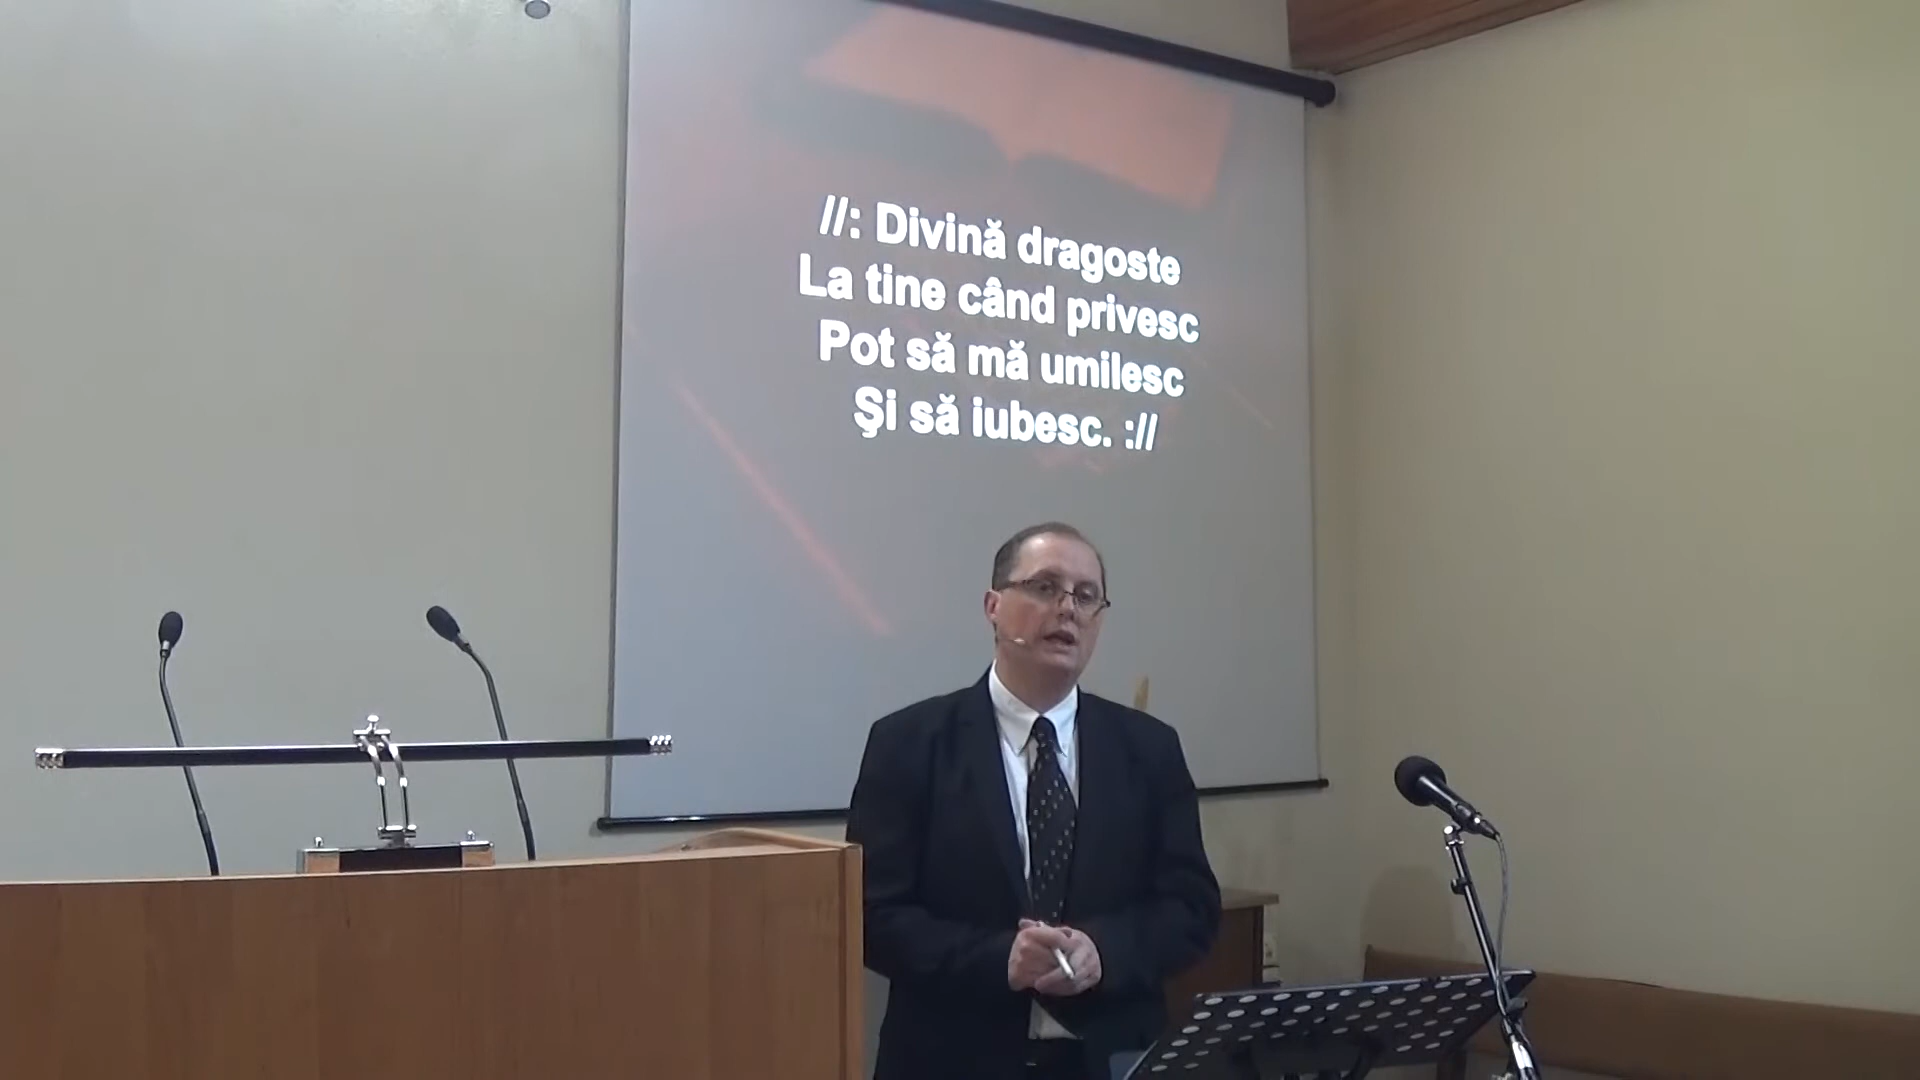 //: Divină dragoste
La tine când privesc
Pot să mă umilesc
Şi să iubesc. ://